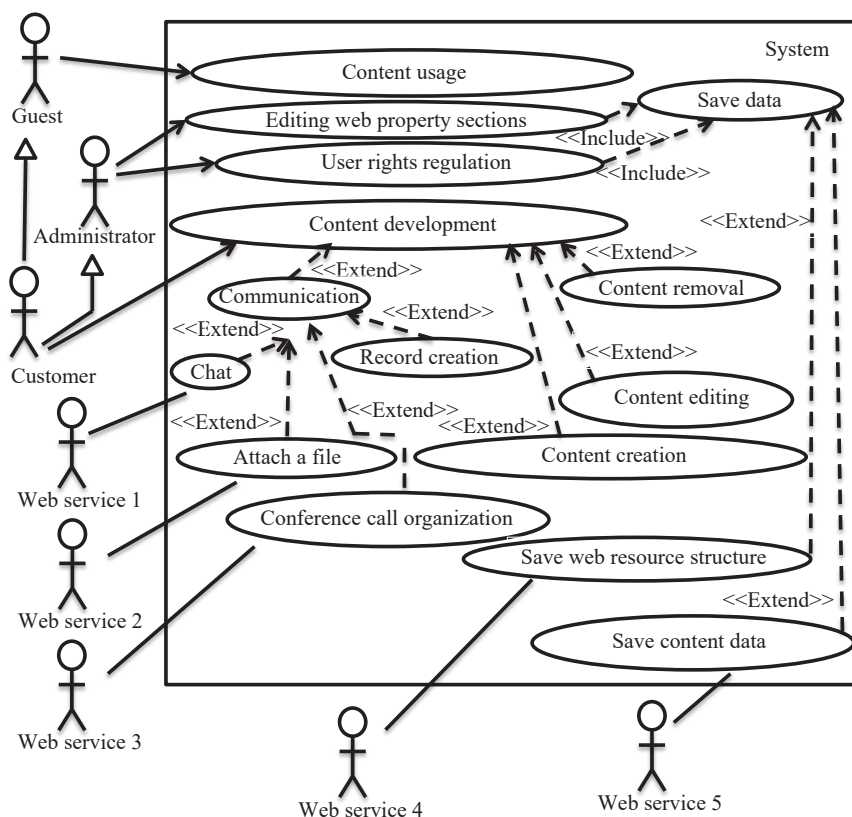 System
Content usage
Save data
Guest
Editing web property sections
<<Include>>
User rights regulation
<<Include>>
Content development
<<Extend>>
Administrator
<<Extend>>
<<Extend>>
Communication
Content removal
<<Extend>>
<<Extend>>
Customer
Chat
Record creation
<<Extend>>
Content editing
<<Extend>>
<<Extend>>
<<Extend>>
Attach a file
Content creation
Web service 1
Conference call organization
Save web resource structure
<<Extend>>
Web service 2
Save content data
Web service 3
Web service 4
Web service 5